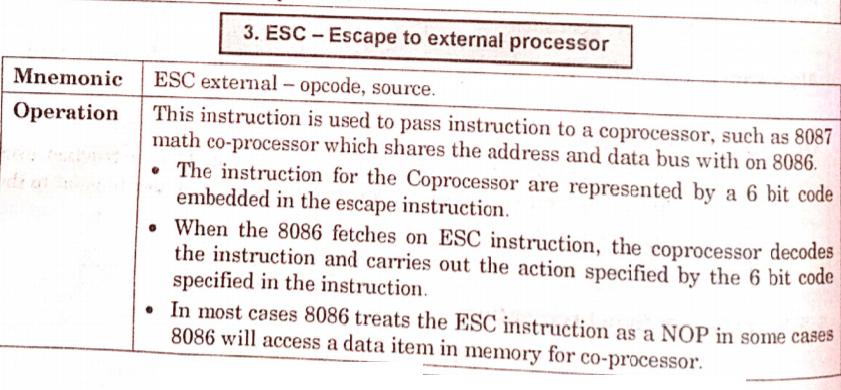 3. ESC – Escape to external processor
Mnemonic ESC external – opcode, source.
Operation This instruction is used to pass instruction to a coprocessor, such as 8087
math co-processor which shares the address and data bus with on 8086.
• The instruction for the Coprocessor are represented by a 6 bit code
embedded in the escape instruction.
• When the 8086 fetches on ESC instruction, the coprocessor decodes
the instruction and carries out the action specified by the 6 bit code
specified in the instruction.
• In most cases 8086 treats the ESC instruction as a NOP in some cases
8086 will access a data item in memory for co-processor.